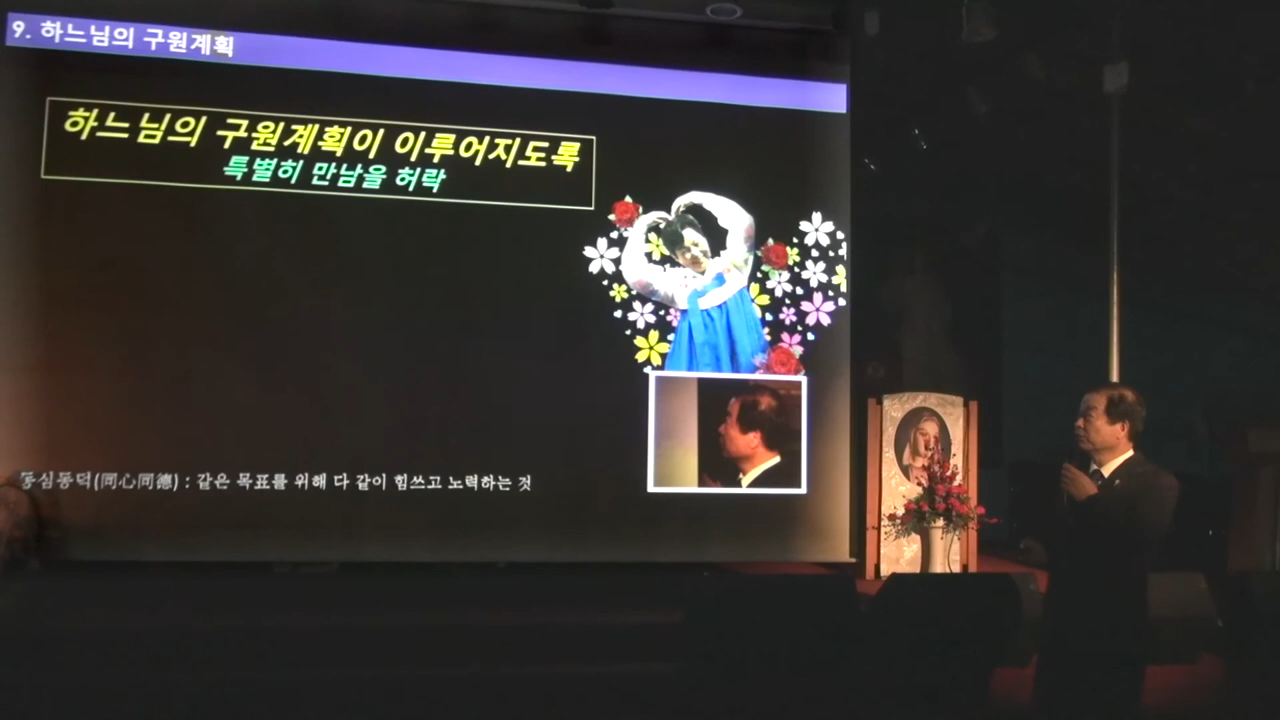 9. 하느님의 구원계획
하느님의 구원계획이 이루어지도록
특별히 만남을 허락
동심동덕(同心同德) : 같은 목표를 위해 다 같이 힘쓰고 노력하는 것